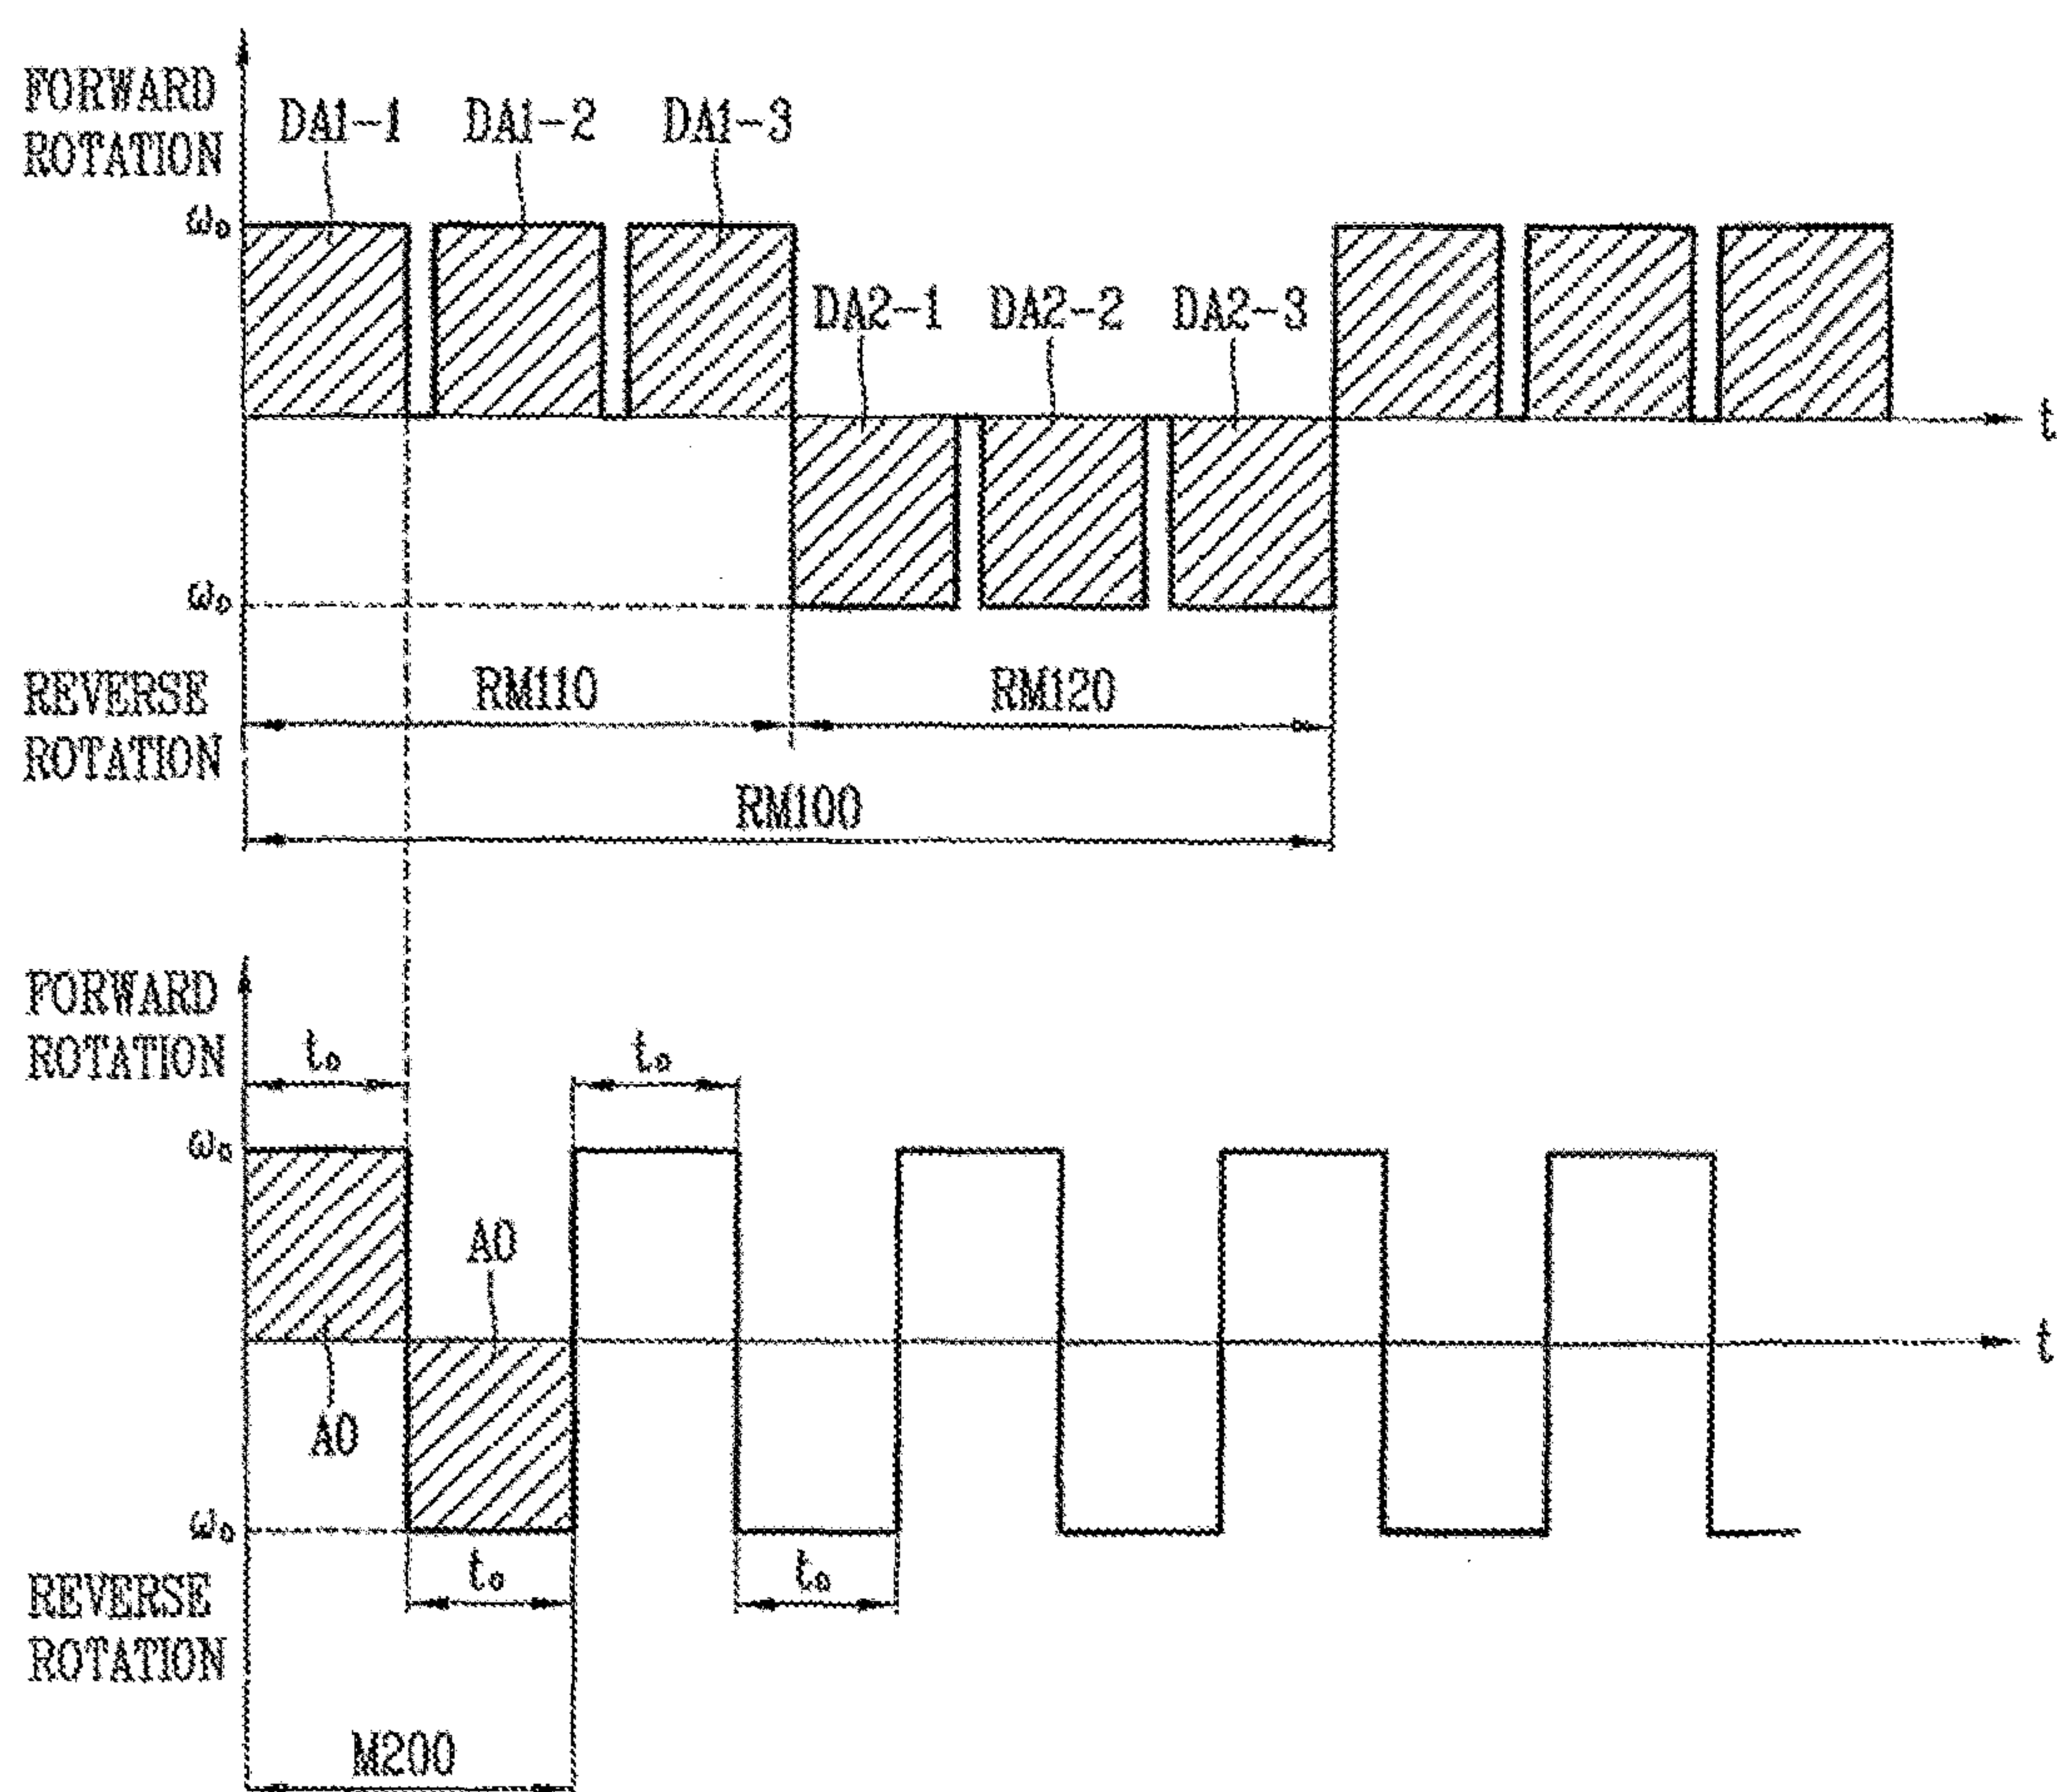 FORWARD
ROTATION
DA1-1 DA1-2 DA1-3
ω₀
DA2-1 DA2-2 DA2-3
t
ω₀
REVERSE
ROTATION
RM110 RM120
RM100
FORWARD
ROTATION
t₀ t₀
ω₀
A0
t
A0
ω₀
t₀ t₀
REVERSE
ROTATION
M200